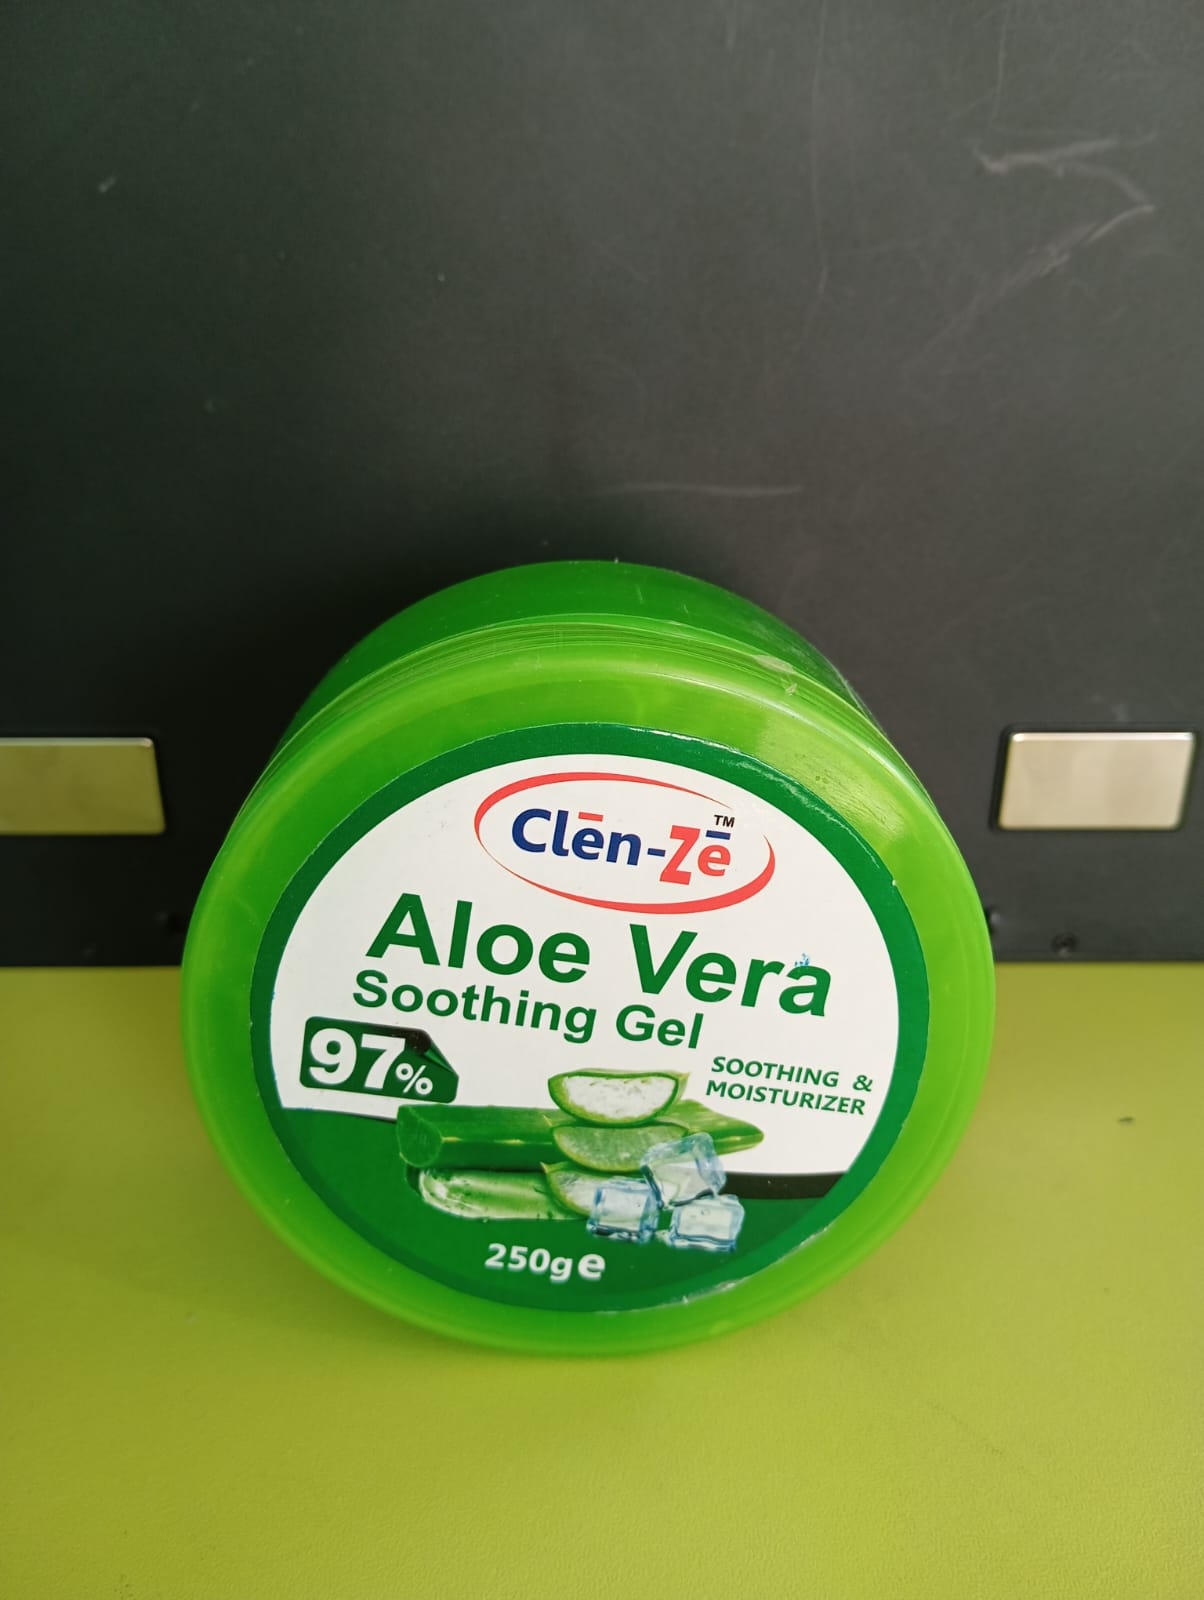 Clēn-Zē™
Aloe Vera
Soothing Gel
97%
SOOTHING &
MOISTURIZER
250g e